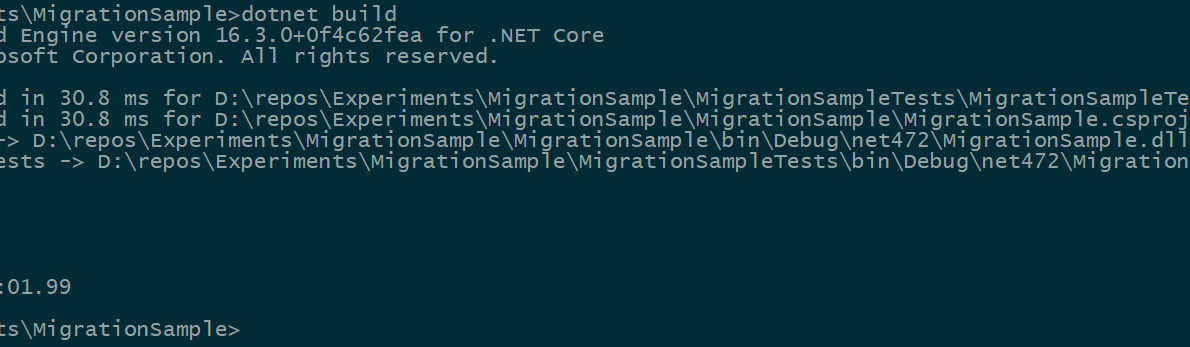 ts\MigrationSample>dotnet build
d Engine version 16.3.0+0f4c62fea for .NET Core
osoft Corporation. All rights reserved.
d in 30.8 ms for D:\repos\Experiments\MigrationSample\MigrationSampleTests\MigrationSampleTe
d in 30.8 ms for D:\repos\Experiments\MigrationSample\MigrationSample\MigrationSample.csproj
-> D:\repos\Experiments\MigrationSample\MigrationSample\bin\Debug\net472\MigrationSample.dll
ests -> D:\repos\Experiments\MigrationSample\MigrationSampleTests\bin\Debug\net472\Migration
:01.99
ts\MigrationSample>